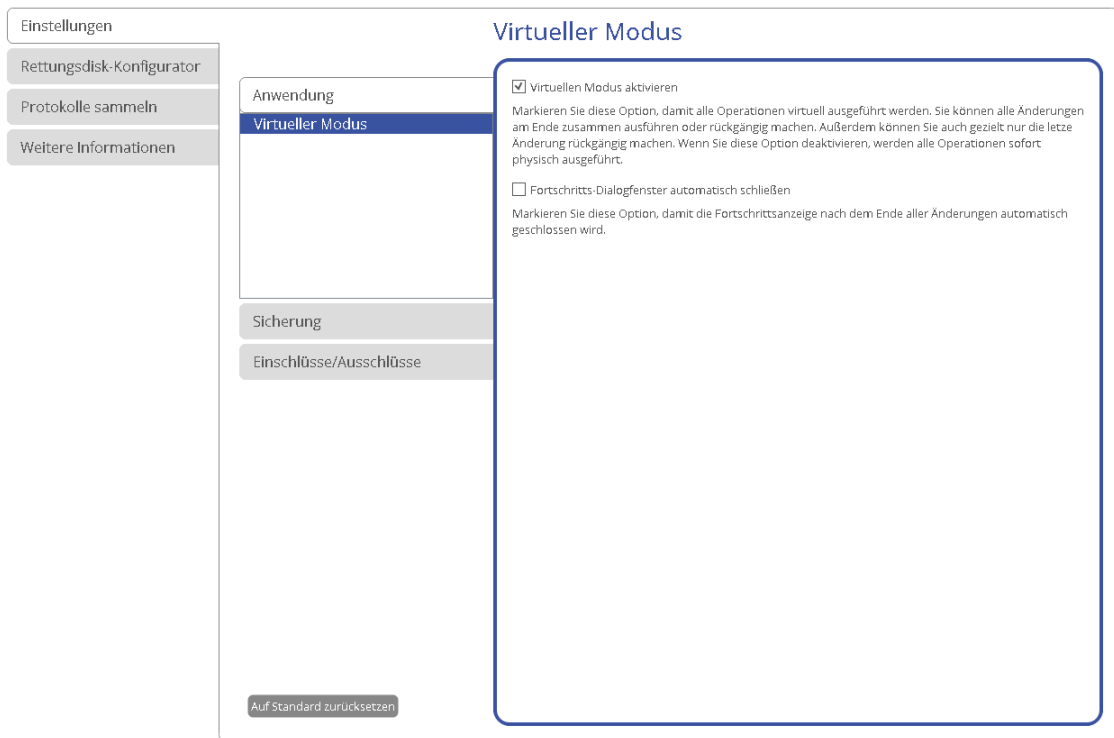 Einstellungen
Rettungsdisk-Konfigurator
Protokolle sammeln
Weitere Informationen
Virtueller Modus
Anwendung
Virtueller Modus
Sicherung
Einschlüsse/Ausschlüsse
Auf Standard zurücksetzen
Virtuellen Modus aktivieren
Markieren Sie diese Option, damit alle Operationen virtuell ausgeführt werden. Sie können alle Änderungen
am Ende zusammen ausführen oder rückgängig machen. Außerdem können Sie auch gezielt nur die letze
Änderung rückgängig machen. Wenn Sie diese Option deaktivieren, werden alle Operationen sofort
physisch ausgeführt.
Fortschritts-Dialogfenster automatisch schließen
Markieren Sie diese Option, damit die Fortschrittsanzeige nach dem Ende aller Änderungen automatisch
geschlossen wird.